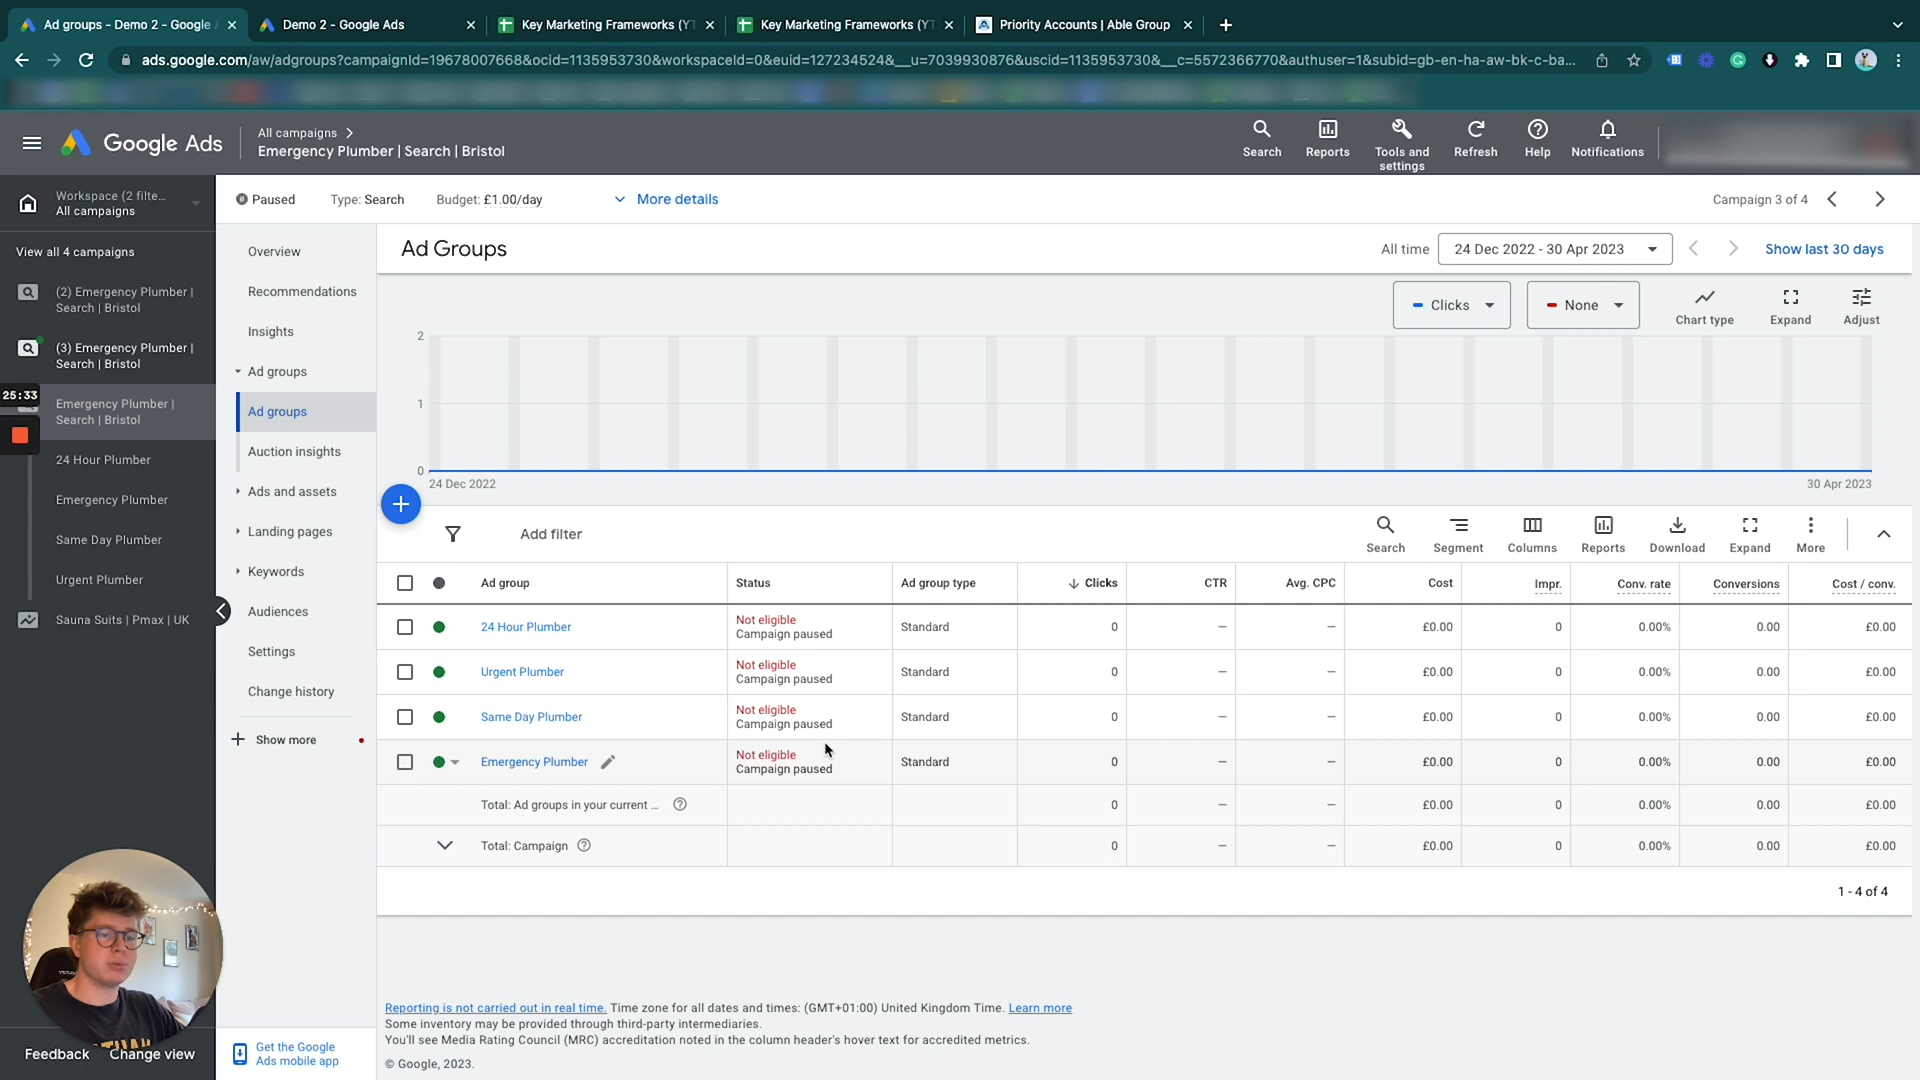 Ad groups - Demo 2 - Google A
Demo 2 - Google Ads
Key Marketing Frameworks (YT
Key Marketing Frameworks (YT
Priority Accounts | Able Group
ads.google.com/aw/adgroups?campaignId=19678007668&ocid=1135953730&workspaceId=0&euid=127234524&__u=7039930876&uscid=1135953730&__c=5572366770&authuser=1&subid=gb-en-ha-aw-bk-c-ba...
Google Ads
All campaigns
Emergency Plumber | Search | Bristol
Search
Reports
Tools and
settings
Refresh
Help
Notifications
Workspace (2 filte...
All campaigns
View all 4 campaigns
(2) Emergency Plumber |
Search | Bristol
(3) Emergency Plumber |
Search | Bristol
25:33
Emergency Plumber |
Search | Bristol
24 Hour Plumber
Emergency Plumber
Same Day Plumber
Urgent Plumber
Sauna Suits | Pmax | UK
Feedback
Change view
Paused
Type: Search
Budget: £1.00/day
More details
Campaign 3 of 4
Overview
Recommendations
Insights
Ad groups
Ad groups
Auction insights
Ads and assets
Landing pages
Keywords
Audiences
Settings
Change history
Show more
Get the Google
Ads mobile app
Ad Groups
All time
24 Dec 2022 - 30 Apr 2023
Show last 30 days
Clicks
None
Chart type
Expand
Adjust
2
1
0
24 Dec 2022
30 Apr 2023
Add filter
Search
Segment
Columns
Reports
Download
Expand
More
Ad group Status Ad group type Clicks CTR Avg. CPC Cost Impr. Conv. rate Conversions Cost / conv.
24 Hour Plumber Not eligible Standard 0 – – £0.00 0 0.00% 0.00 £0.00
Campaign paused
Urgent Plumber Not eligible Standard 0 – – £0.00 0 0.00% 0.00 £0.00
Campaign paused
Same Day Plumber Not eligible Standard 0 – – £0.00 0 0.00% 0.00 £0.00
Campaign paused
Emergency Plumber Not eligible Standard 0 – – £0.00 0 0.00% 0.00 £0.00
Campaign paused
Total: Ad groups in your current ... 0 – – £0.00 0 0.00% 0.00 £0.00
Total: Campaign 0 – – £0.00 0 0.00% 0.00 £0.00
1 - 4 of 4
Reporting is not carried out in real time. Time zone for all dates and times: (GMT+01:00) United Kingdom Time. Learn more
Some inventory may be provided through third-party intermediaries.
You'll see Media Rating Council (MRC) accreditation noted in the column header's hover text for accredited metrics.
© Google, 2023.